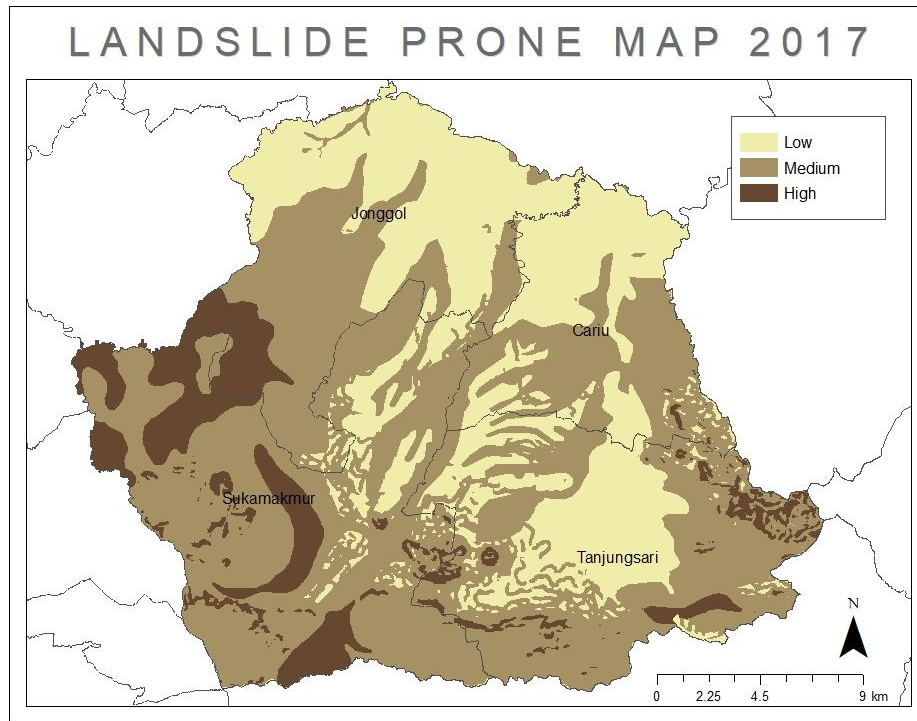 LANDSLIDE PRONE MAP 2017
Low
Medium
High
Jonggol
Cariu
Sukamakmur
Tanjungsari
N
0 2.25 4.5 9 km